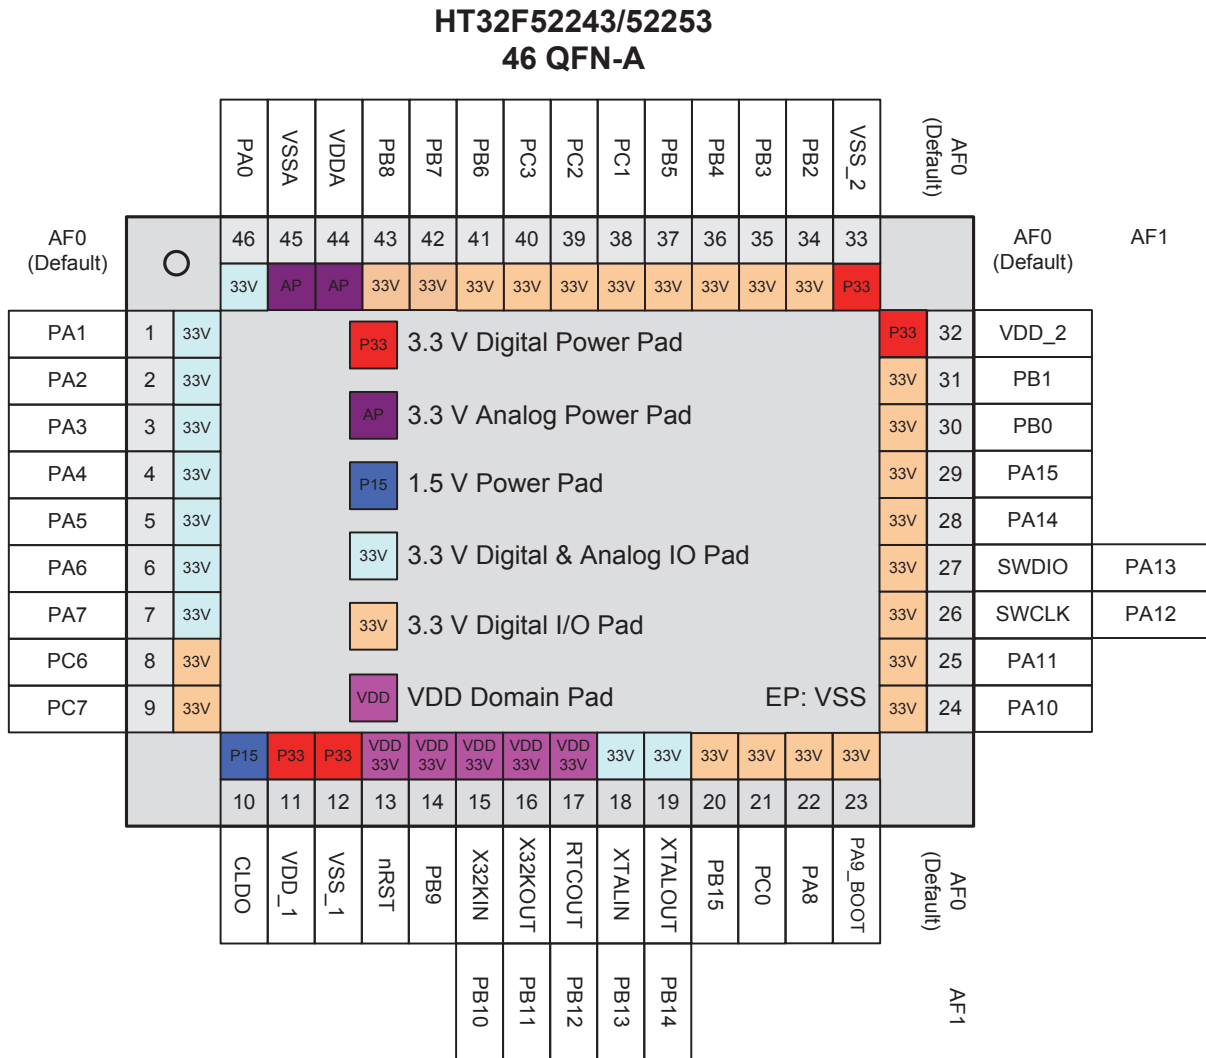 HT32F52243/52253
46 QFN-A
PA0 VSSA VDDA PB8 PB7 PB6 PC3 PC2 PC1 PB5 PB4 PB3 PB2 VSS_2
AF0
(Default)
AF0
(Default)
46 45 44 43 42 41 40 39 38 37 36 35 34 33
33V AP AP 33V 33V 33V 33V 33V 33V 33V 33V 33V 33V P33
AF0
(Default)
AF1
PA1 1 33V
PA2 2 33V
PA3 3 33V
PA4 4 33V
PA5 5 33V
PA6 6 33V
PA7 7 33V
PC6 8 33V
PC7 9 33V
P33 3.3 V Digital Power Pad
AP 3.3 V Analog Power Pad
P15 1.5 V Power Pad
33V 3.3 V Digital & Analog IO Pad
33V 3.3 V Digital I/O Pad
VDD VDD Domain Pad
EP: VSS
P33 32 VDD_2
33V 31 PB1
33V 30 PB0
33V 29 PA15
33V 28 PA14
33V 27 SWDIO PA13
33V 26 SWCLK PA12
33V 25 PA11
33V 24 PA10
P15 P33 P33 VDD 33V VDD 33V VDD 33V VDD 33V VDD 33V 33V 33V 33V 33V 33V 33V
10 11 12 13 14 15 16 17 18 19 20 21 22 23
CLDO VDD_1 VSS_1 nRST PB9 X32KIN X32KOUT RTCOUT XTALIN XTALOUT PB15 PC0 PA8 PA9_BOOT
AF0
(Default)
PB10 PB11 PB12 PB13 PB14
AF1